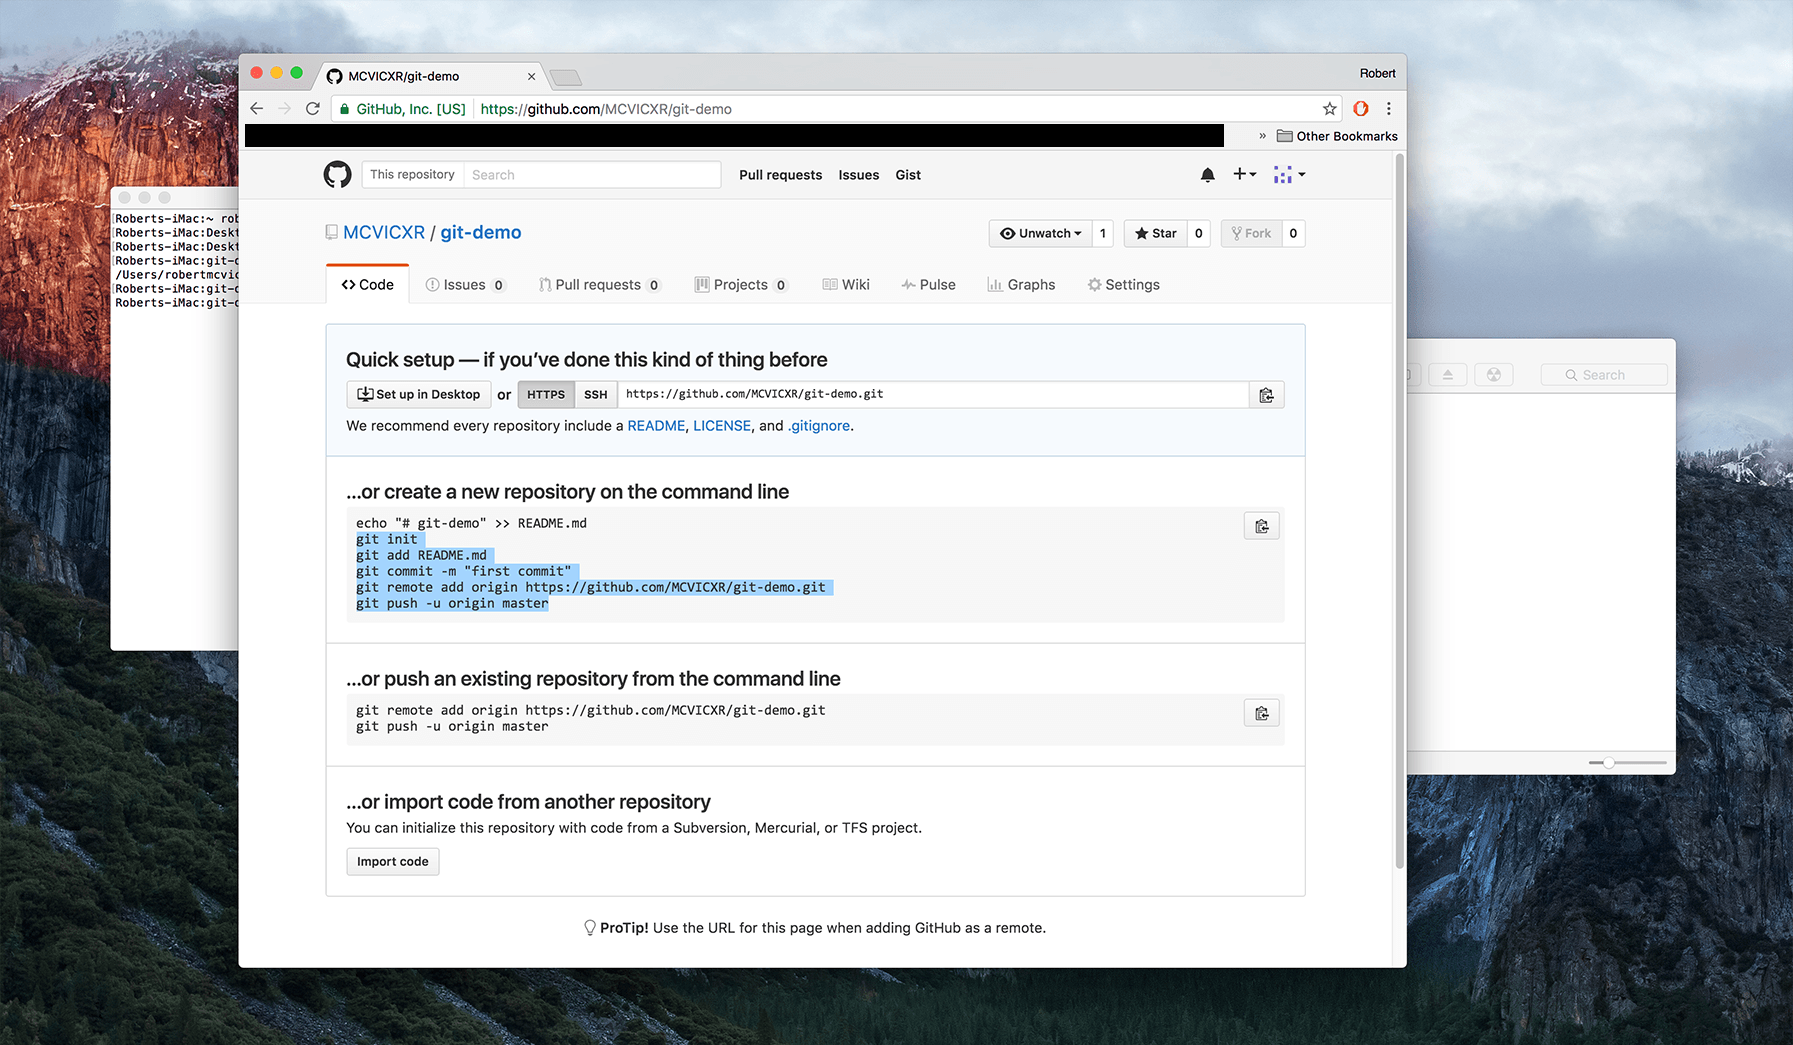 MCVICXR/git-demo
Robert
GitHub, Inc. [US] https://github.com/MCVICXR/git-demo
» Other Bookmarks
This repository Search Pull requests Issues Gist
MCVICXR / git-demo
Unwatch 1 Star 0 Fork 0
Code Issues 0 Pull requests 0 Projects 0 Wiki Pulse Graphs Settings
Quick setup — if you’ve done this kind of thing before
Set up in Desktop or HTTPS SSH https://github.com/MCVICXR/git-demo.git
We recommend every repository include a README, LICENSE, and .gitignore.
...or create a new repository on the command line
echo "# git-demo" >> README.md
git init
git add README.md
git commit -m "first commit"
git remote add origin https://github.com/MCVICXR/git-demo.git
git push -u origin master
...or push an existing repository from the command line
git remote add origin https://github.com/MCVICXR/git-demo.git
git push -u origin master
...or import code from another repository
You can initialize this repository with code from a Subversion, Mercurial, or TFS project.
Import code
ProTip! Use the URL for this page when adding GitHub as a remote.
Roberts-iMac:~ rob
Roberts-iMac:Deskt
Roberts-iMac:Deskt
Roberts-iMac:git-d
/Users/robertmcvic
Roberts-iMac:git-d
Roberts-iMac:git-d
Search